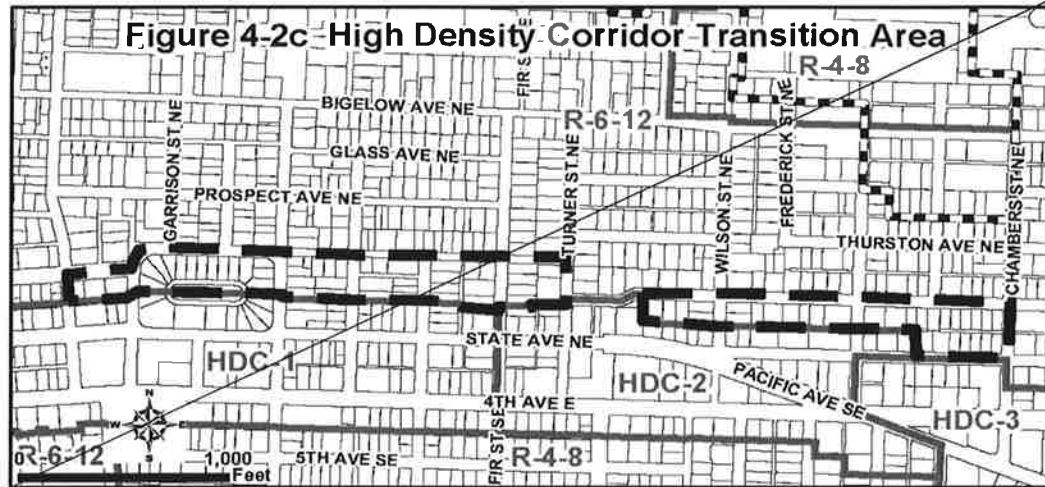 Figure 4-2c High Density Corridor Transition Area
R-4-8
FIR ST SE
BIGELOW AVE NE
R-6-12
GLASS AVE NE
GARRISON ST NE
PROSPECT AVE NE
TURNER ST NE
WILSON ST NE
FREDERICK ST NE
THURSTON AVE NE
CHAMBERS ST NE
STATE AVE NE
HDC-1
HDC-2
PACIFIC AVE SE
HDC-3
4TH AVE E
N
W
E
S
R-6-12
5TH AVE SE
FIR ST SE
R-4-8
0
1,000
Feet